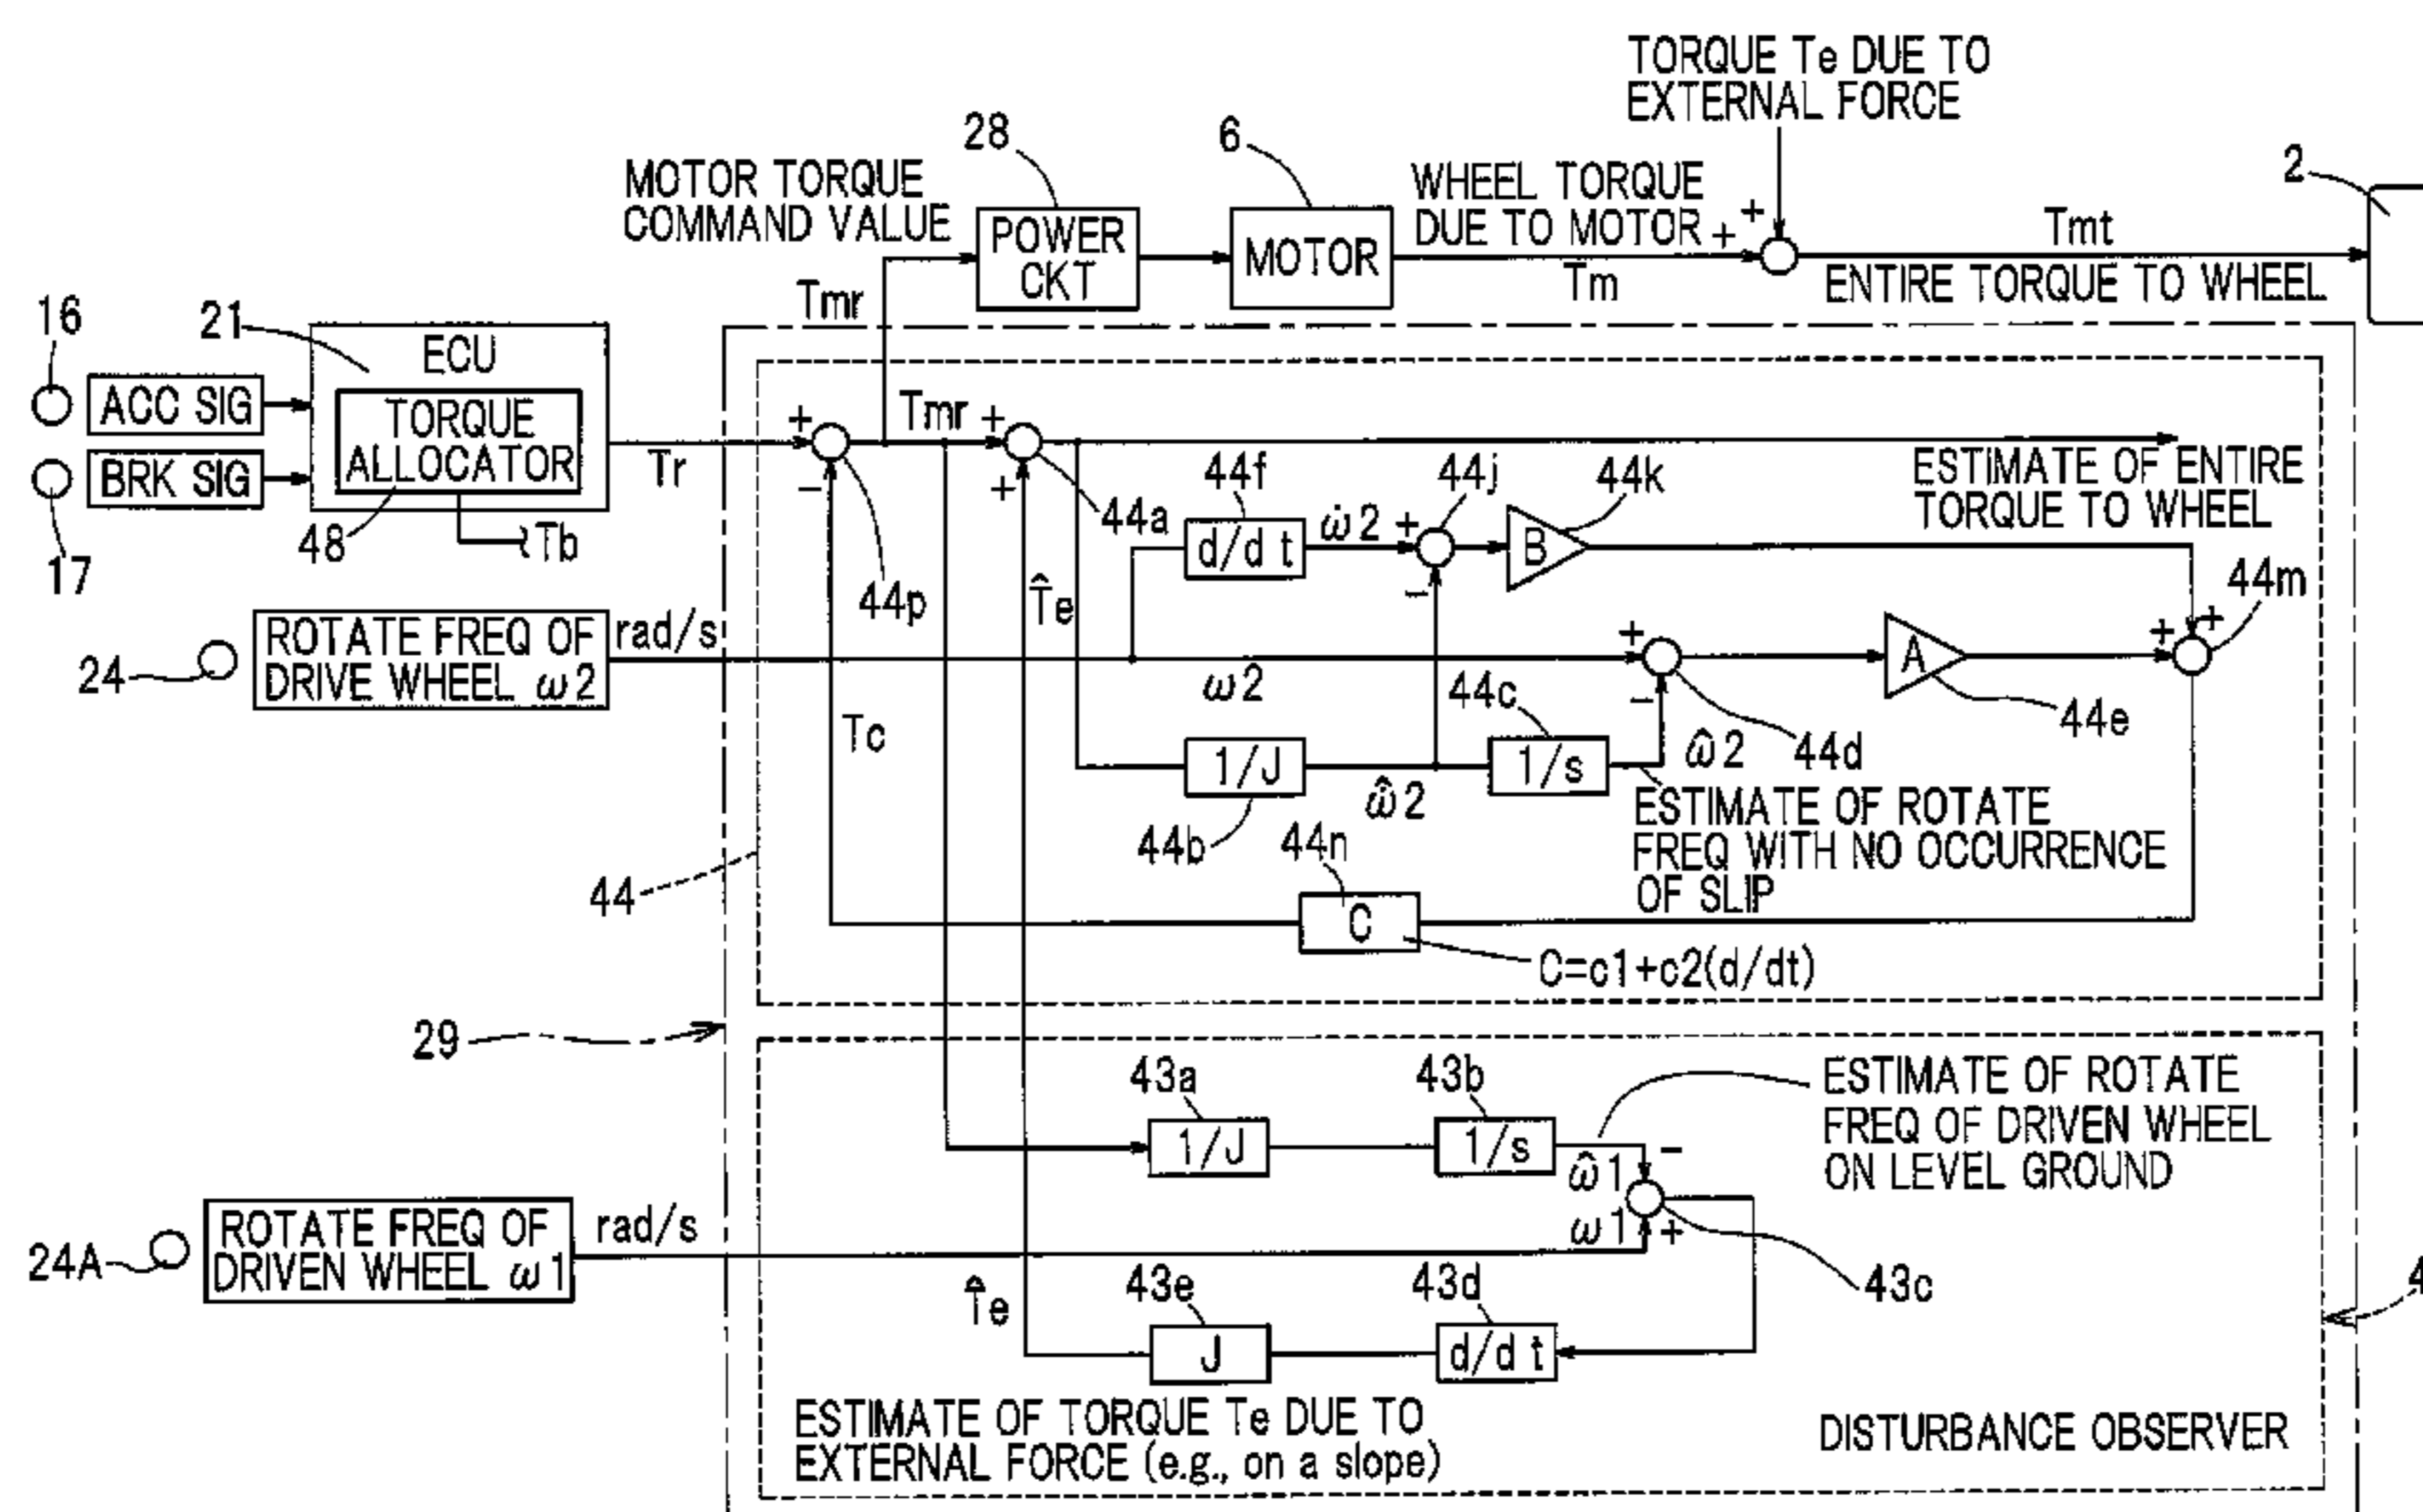 TORQUE Te DUE TO
EXTERNAL FORCE
28
6
2
MOTOR TORQUE
COMMAND VALUE
POWER
CKT
MOTOR
WHEEL TORQUE
DUE TO MOTOR
+
+
Tm
Tmt
ENTIRE TORQUE TO WHEEL
Tmr
16
21
ECU
ACC SIG
TORQUE
ALLOCATOR
BRK SIG
17
48
Tb
Tr
+
-
Tmr
+
+
44p
44a
T̂e
ESTIMATE OF ENTIRE
TORQUE TO WHEEL
44f
d/dt
ω̇2
+
-
44j
44k
B
44m
+
+
24
ROTATE FREQ OF
DRIVE WHEEL ω2
rad/s
ω2
+
-
44d
A
44e
Tc
1/J
44b
ω̇̂2
44c
1/s
ω̂2
ESTIMATE OF ROTATE
FREQ WITH NO OCCURRENCE
OF SLIP
44
44n
C
C=c1+c2(d/dt)
29
43a
1/J
43b
1/s
ω̂1
-
ESTIMATE OF ROTATE
FREQ OF DRIVEN WHEEL
ON LEVEL GROUND
24A
ROTATE FREQ OF
DRIVEN WHEEL ω1
rad/s
ω1
+
43c
T̂e
43e
J
43d
d/dt
4
ESTIMATE OF TORQUE Te DUE TO
EXTERNAL FORCE (e.g., on a slope)
DISTURBANCE OBSERVER